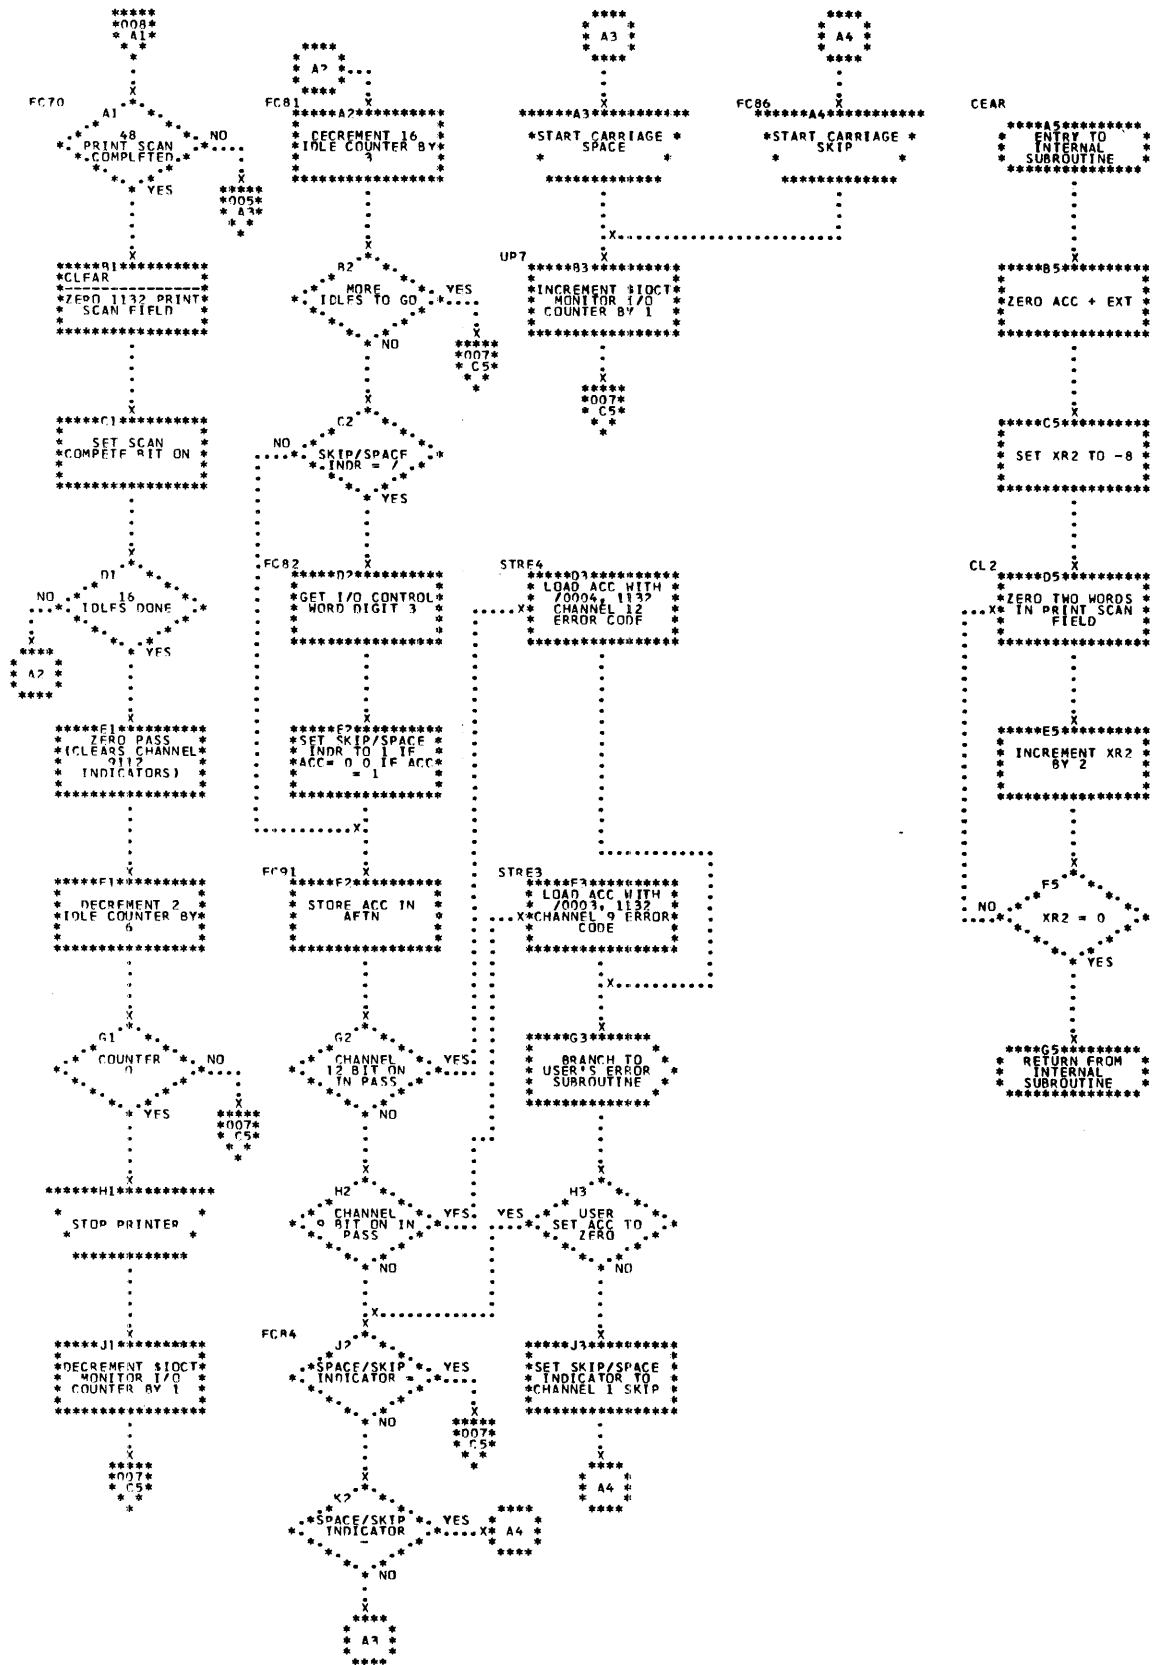 008
A1
FC70
A1
48
PRINT SCAN
COMPLETED
NO
YES
005
A3
B1
CLEAR
ZERO 1132 PRINT
SCAN FIELD
C1
SET SCAN
COMPETE BIT ON
D1
16
IDLES DONE
NO
YES
A2
E1
ZERO PASS
(CLEARS CHANNEL
9112
INDICATORS)
F1
DECREMENT 2
IDLE COUNTER BY
6
G1
COUNTER
0
NO
YES
007
C5
H1
STOP PRINTER
J1
DECREMENT $IOCT
MONITOR I/O
COUNTER BY 1
007
C5
A2
FC81
A2
DECREMENT 16
IDLE COUNTER BY
3
B2
MORE
IDLES TO GO
YES
NO
007
C5
C2
SKIP/SPACE
INDR = /
NO
YES
FC82
D2
GET I/O CONTROL
WORD DIGIT 3
E2
SET SKIP/SPACE
INDR TO 1 IF
ACC= 0 0 IF ACC
= 1
FC91
F2
STORE ACC IN
AFTN
G2
CHANNEL
12 BIT ON
IN PASS
YES
NO
H2
CHANNEL
9 BIT ON IN
PASS
YES
NO
FC84
J2
SPACE/SKIP
INDICATOR =
YES
NO
007
C5
K2
SPACE/SKIP
INDICATOR
YES
A4
NO
A3
A3
A3
START CARRIAGE
SPACE
UP7
B3
INCREMENT $IOCT
MONITOR I/O
COUNTER BY 1
007
C5
STRE4
D3
LOAD ACC WITH
/0004, 1132
CHANNEL 12
ERROR CODE
STRE3
F3
LOAD ACC WITH
/0003, 1132
CHANNEL 9 ERROR
CODE
G3
BRANCH TO
USER'S ERROR
SUBROUTINE
H3
USER
SET ACC TO
ZERO
YES
NO
J3
SET SKIP/SPACE
INDICATOR TO
CHANNEL 1 SKIP
A4
A4
FC86
A4
START CARRIAGE
SKIP
CEAR
A5
ENTRY TO
INTERNAL
SUBROUTINE
B5
ZERO ACC + EXT
C5
SET XR2 TO -8
CL2
D5
ZERO TWO WORDS
IN PRINT SCAN
FIELD
E5
INCREMENT XR2
BY 2
F5
XR2 = 0
NO
YES
G5
RETURN FROM
INTERNAL
SUBROUTINE